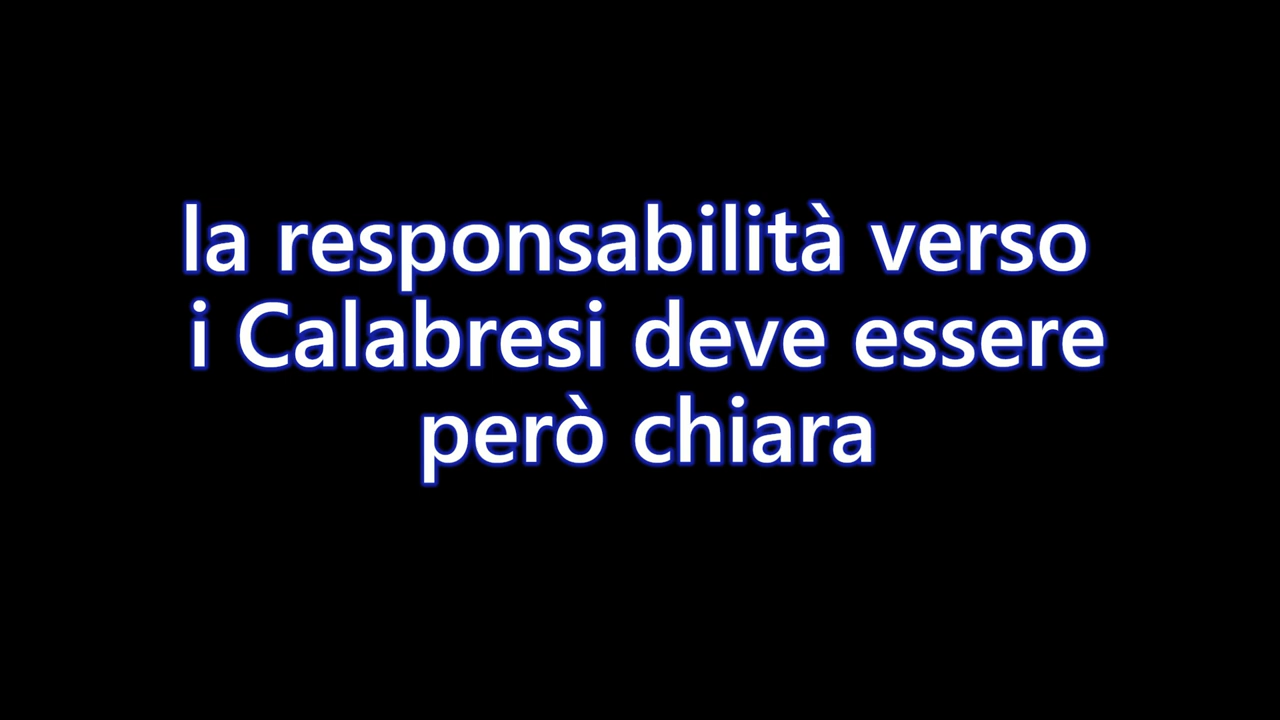 la responsabilità verso
i Calabresi deve essere
però chiara